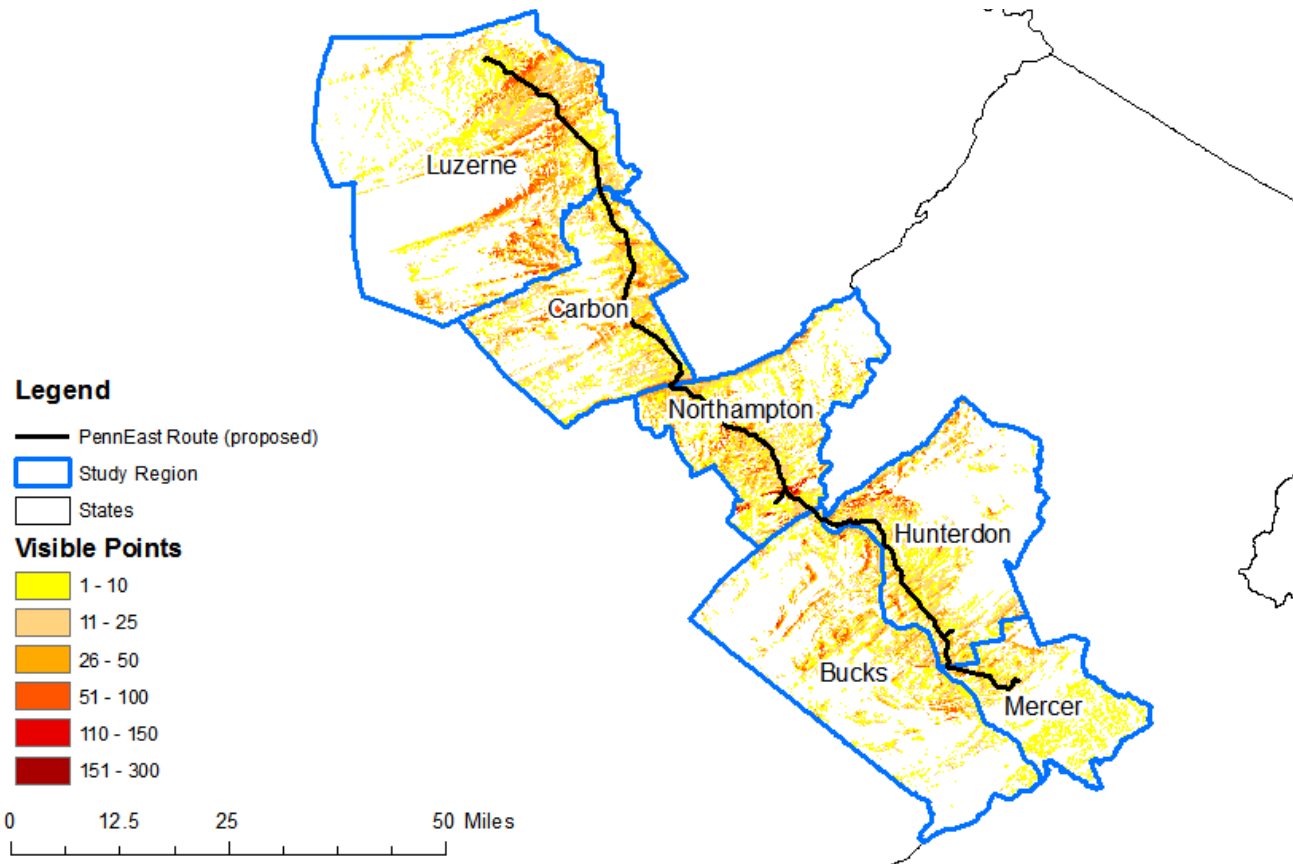 Luzerne
Carbon
Northampton
Hunterdon
Bucks
Mercer
Legend
PennEast Route (proposed)
Study Region
States
Visible Points
1 - 10
11 - 25
26 - 50
51 - 100
110 - 150
151 - 300
0 12.5 25 50 Miles